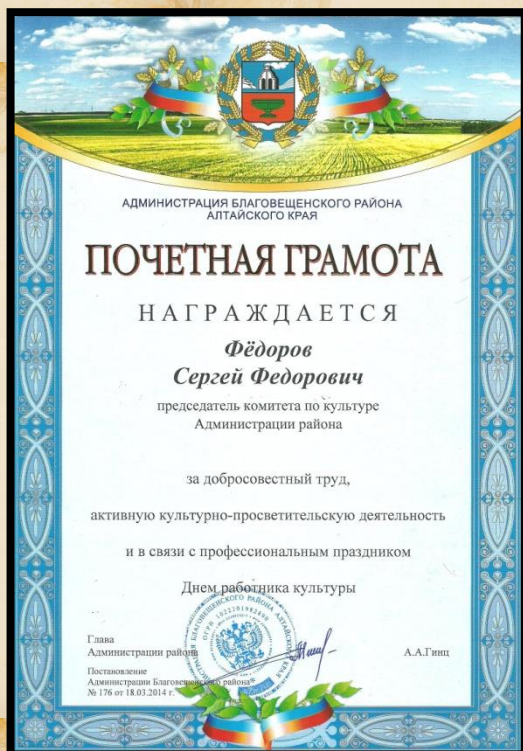 АДМИНИСТРАЦИЯ БЛАГОВЕЩЕНСКОГО РАЙОНА
АЛТАЙСКОГО КРАЯ
ПОЧЕТНАЯ ГРАМОТА
НАГРАЖДАЕТСЯ
Фёдоров
Сергей Федорович
председатель комитета по культуре
Администрации района
за добросовестный труд,
активную культурно-просветительскую деятельность
и в связи с профессиональным праздником
Днем работника культуры
Глава
Администрации района
А.А.Гинц
Постановление
Администрации Благовещенского района
№ 176 от 18.03.2014 г.